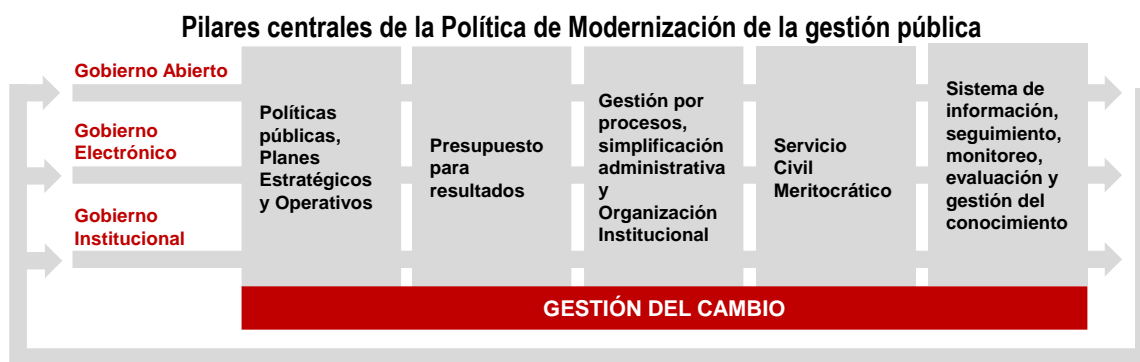 Pilares centrales de la Política de Modernización de la gestión pública
Gobierno Abierto
Gobierno
Electrónico
Gobierno
Institucional
Políticas
públicas,
Planes
Estratégicos
y Operativos
Presupuesto
para
resultados
Gestión por
procesos,
simplificación
administrativa
y
Organización
Institucional
Servicio
Civil
Meritocrático
Sistema de
información,
seguimiento,
monitoreo,
evaluación y
gestión del
conocimiento
GESTIÓN DEL CAMBIO